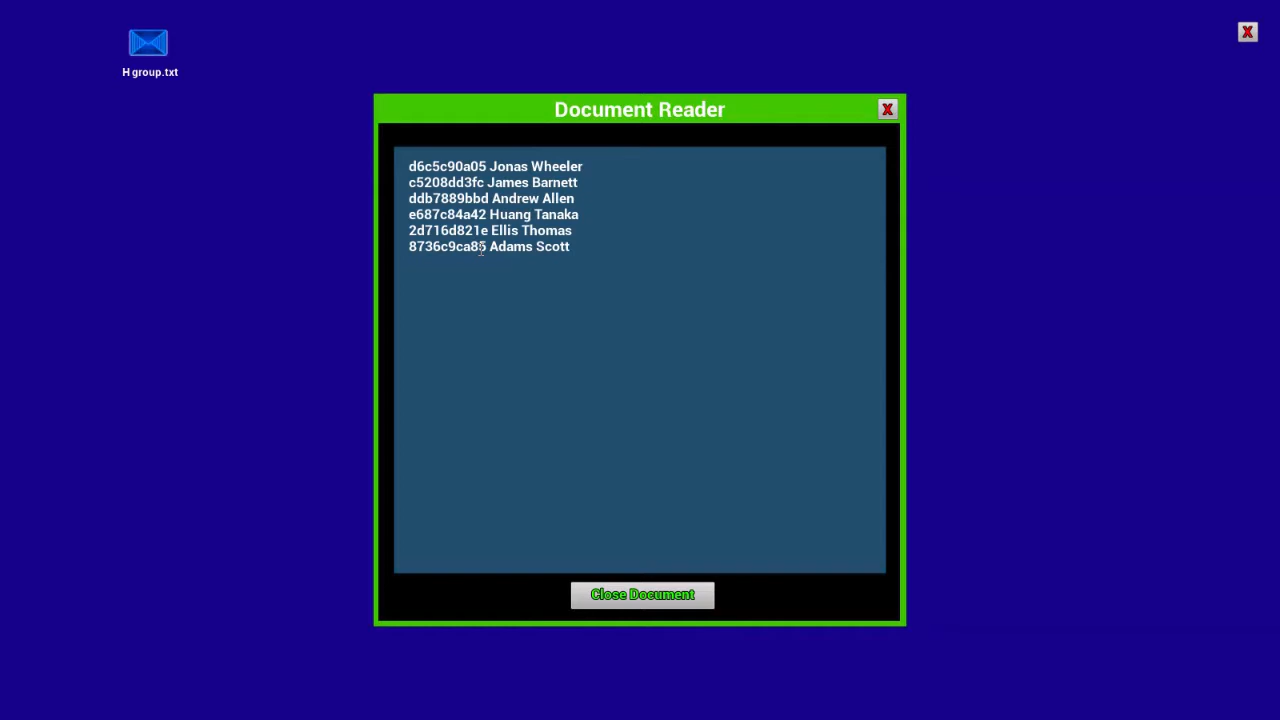 H group.txt
X
Document Reader
X
d6c5c90a05 Jonas Wheeler
c5208dd3fc James Barnett
ddb7889bbd Andrew Allen
e687c84a42 Huang Tanaka
2d716d821e Ellis Thomas
Adams Scott
Close Document